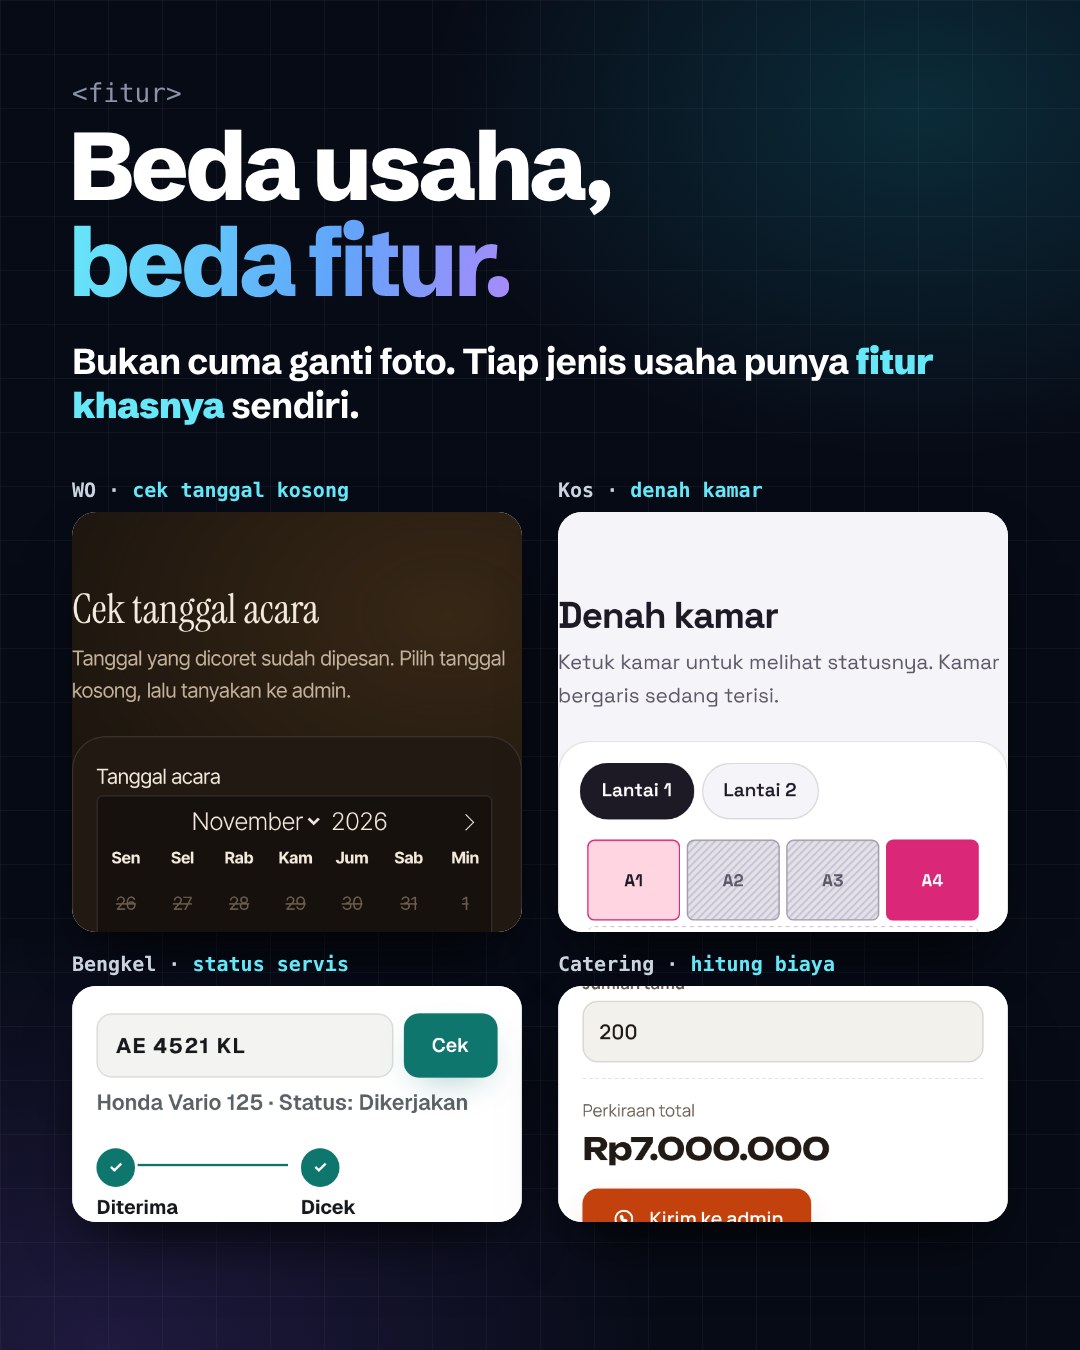 <fitur>
Beda usaha,
beda fitur.
Bukan cuma ganti foto. Tiap jenis usaha punya fitur
khasnya sendiri.
WO · cek tanggal kosong
Cek tanggal acara
Tanggal yang dicoret sudah dipesan. Pilih tanggal
kosong, lalu tanyakan ke admin.
Tanggal acara
November 2026
Sen Sel Rab Kam Jum Sab Min
26 27 28 29 30 31 1
Kos · denah kamar
Denah kamar
Ketuk kamar untuk melihat statusnya. Kamar
bergaris sedang terisi.
Lantai 1 Lantai 2
A1 A2 A3 A4
Bengkel · status servis
AE 4521 KL Cek
Honda Vario 125 · Status: Dikerjakan
Diterima Dicek
Catering · hitung biaya
Jumlah tamu
200
Perkiraan total
Rp7.000.000
Kirim ke admin